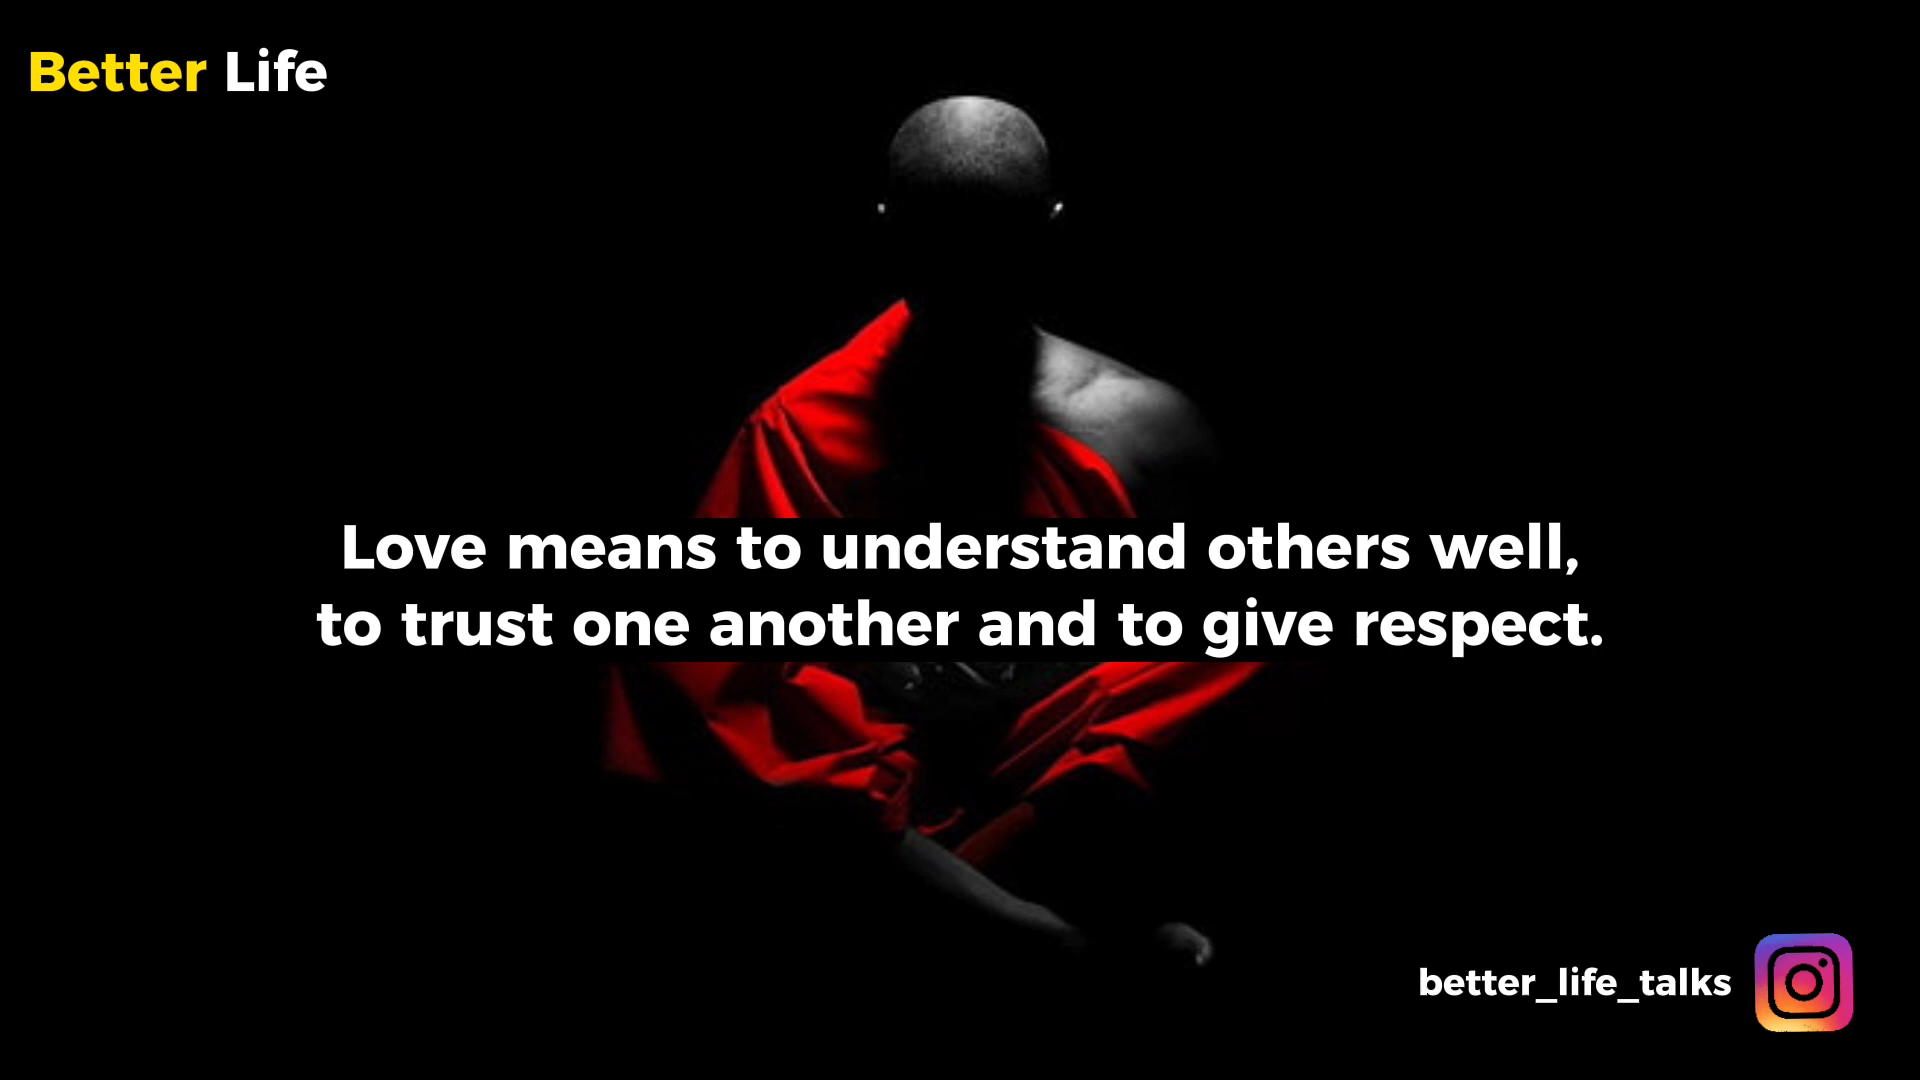 Better Life
Love means to understand others well,
to trust one another and to give respect.
better_life_talks